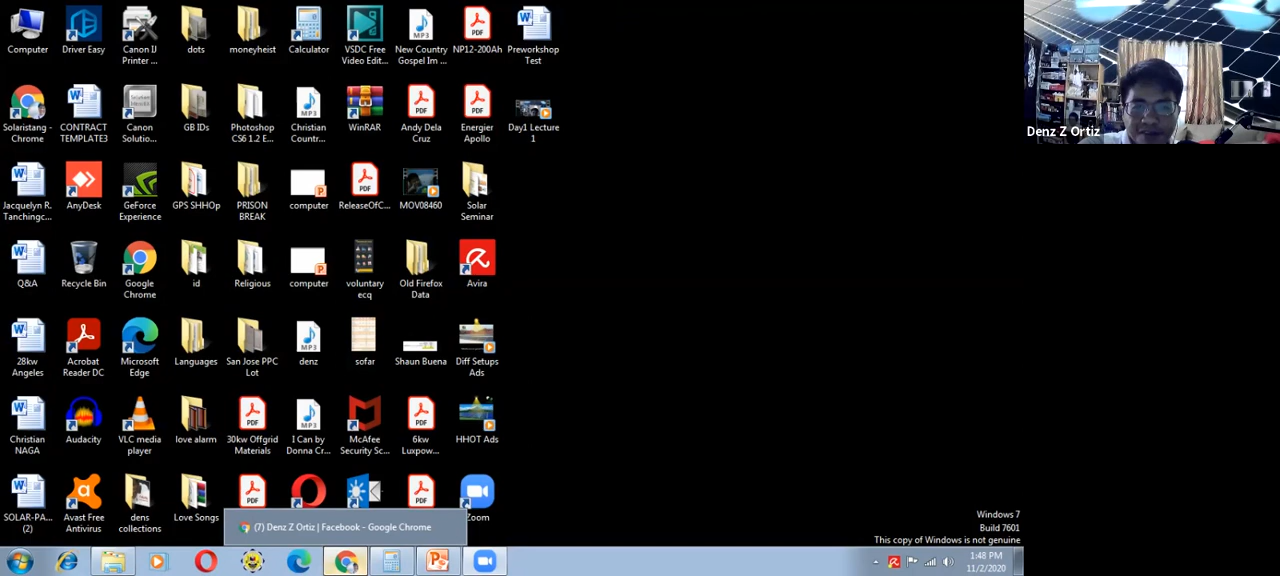 Computer
Driver Easy
Canon IJ
Printer ...
dots
moneyheist
Calculator
VSDC Free
Video Edit...
New Country
Gospel Im ...
NP12-200Ah
Preworkshop
Test
Solaristang -
Chrome
CONTRACT
TEMPLATE3
Canon
Solution...
GB IDs
Photoshop
CS6 1.2 E...
Christian
Countr...
WinRAR
Andy Dela
Cruz
Energier
Apollo
Day1 Lecture
1
Jacquelyn R.
Tanchingc...
AnyDesk
GeForce
Experience
GPS SHHOp
PRISON
BREAK
computer
ReleaseOfC...
MOV08460
Solar
Seminar
Q&A
Recycle Bin
Google
Chrome
id
Religious
computer
voluntary
ecq
Old Firefox
Data
Avira
28kw
Angeles
Acrobat
Reader DC
Microsoft
Edge
Languages
San Jose PPC
Lot
denz
sofar
Shaun Buena
Diff Setups
Ads
Christian
NAGA
Audacity
VLC media
player
love alarm
30kw Offgrid
Materials
I Can by
Donna Cr...
McAfee
Security Sc...
6kw
Luxpow...
HHOT Ads
SOLAR-PA...
(2)
Avast Free
Antivirus
dens
collections
Love Songs
Zoom
(7) Denz Z Ortiz | Facebook - Google Chrome
Windows 7
Build 7601
This copy of Windows is not genuine
1:48 PM
11/2/2020
Denz Z Ortiz